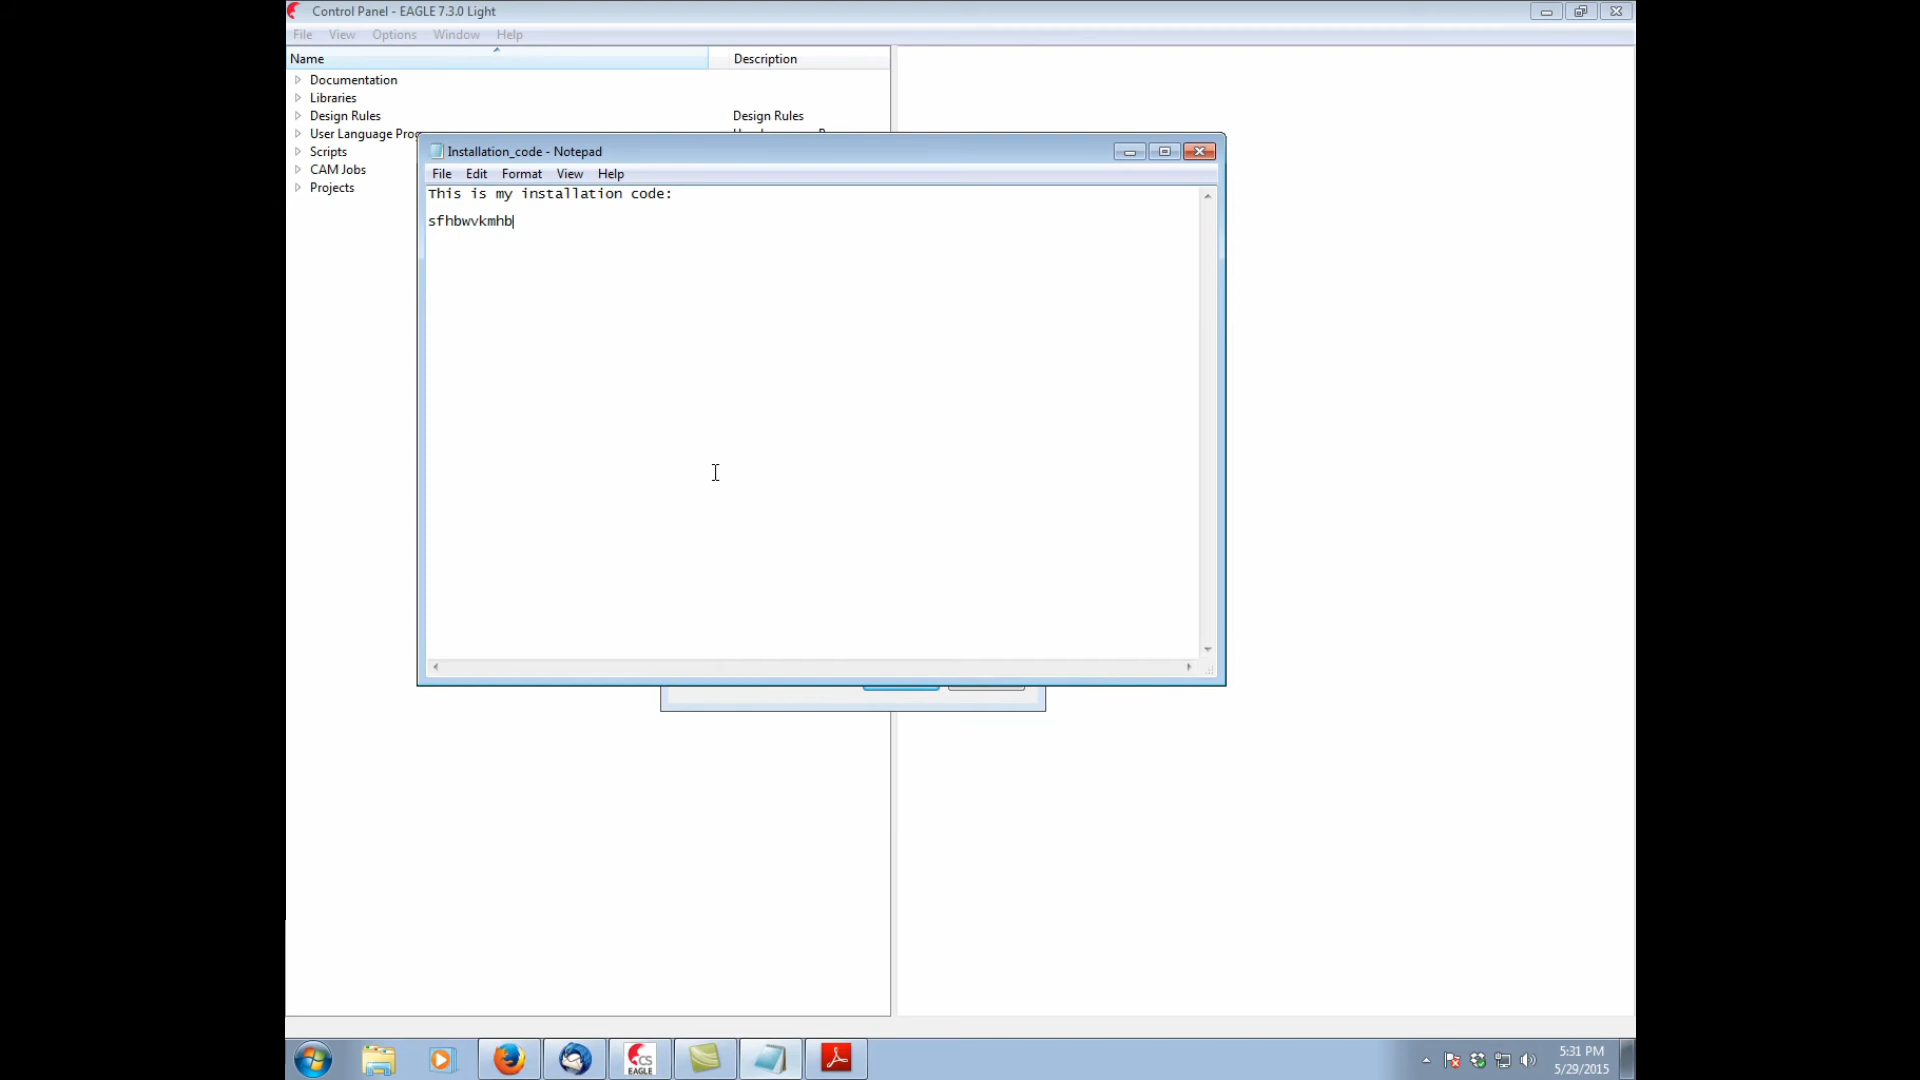 Control Panel - EAGLE 7.3.0 Light
File View Options Window Help
Name Description
Documentation
Libraries
Design Rules Design Rules
User Language Prog
Scripts
CAM Jobs
Projects
Installation_code - Notepad
File Edit Format View Help
This is my installation code:
sfhbwvkmhb
CS
EAGLE
5:31 PM
5/29/2015